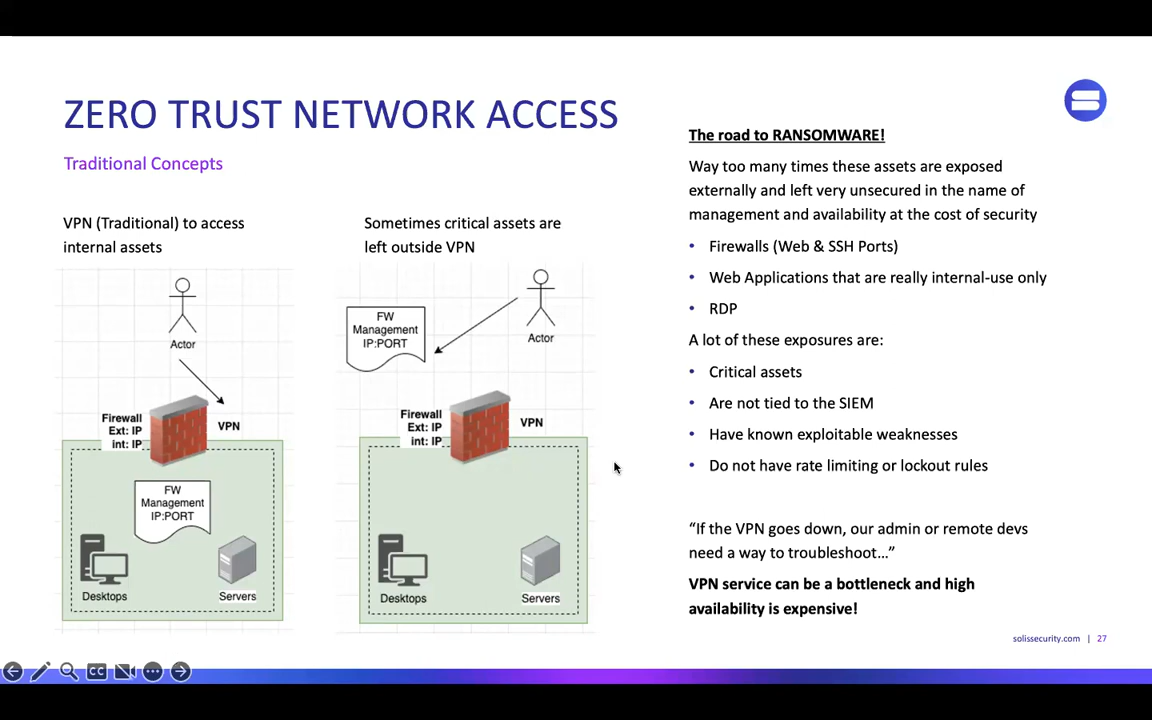 ZERO TRUST NETWORK ACCESS
Traditional Concepts
VPN (Traditional) to access
internal assets
Actor
Firewall
Ext: IP
int: IP
VPN
FW
Management
IP:PORT
Desktops
Servers
Sometimes critical assets are
left outside VPN
FW
Management
IP:PORT
Actor
Firewall
Ext: IP
int: IP
VPN
Desktops
Servers
The road to RANSOMWARE!
Way too many times these assets are exposed
externally and left very unsecured in the name of
management and availability at the cost of security
• Firewalls (Web & SSH Ports)
• Web Applications that are really internal-use only
• RDP
A lot of these exposures are:
• Critical assets
• Are not tied to the SIEM
• Have known exploitable weaknesses
• Do not have rate limiting or lockout rules
“If the VPN goes down, our admin or remote devs
need a way to troubleshoot…”
VPN service can be a bottleneck and high
availability is expensive!
solissecurity.com | 27
CC